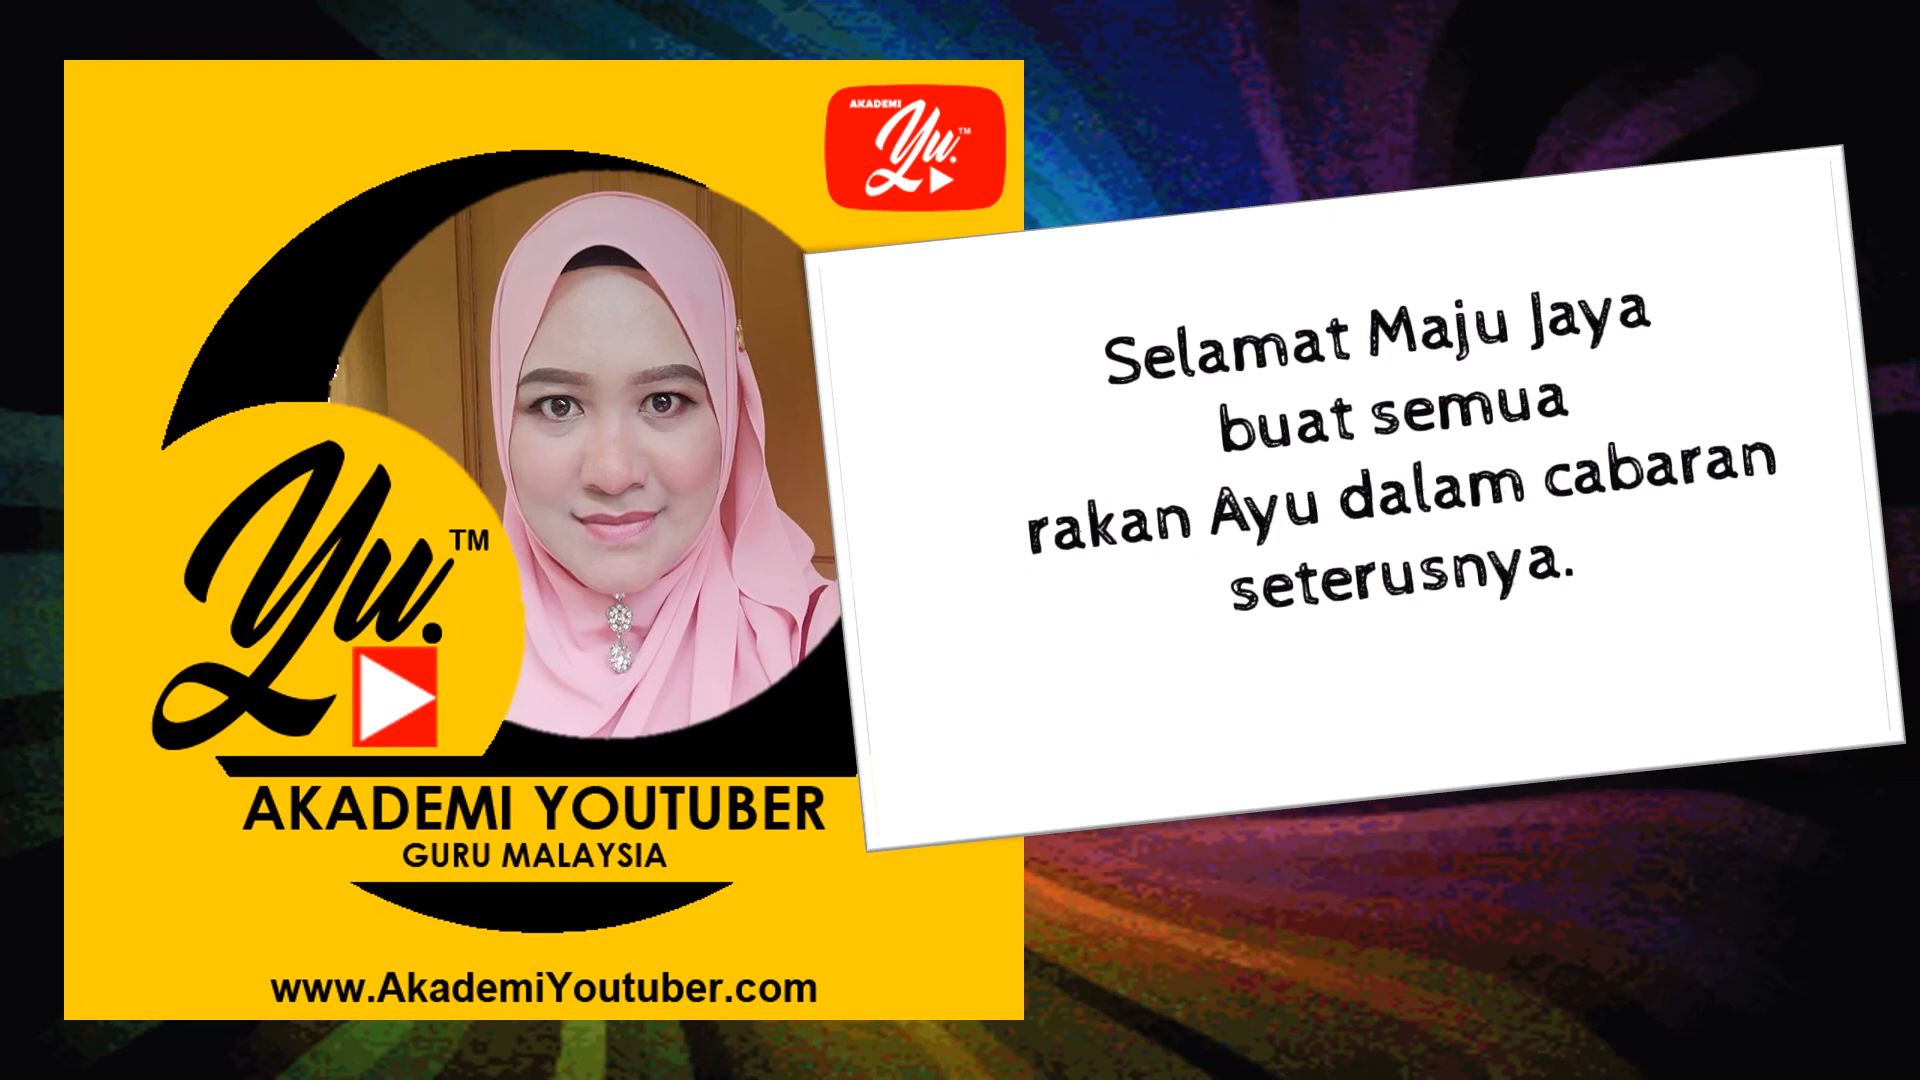 AKADEMI
Yu.™
Yu.™
AKADEMI YOUTUBER
GURU MALAYSIA
www.AkademiYoutuber.com
Selamat Maju Jaya
buat semua
rakan Ayu dalam cabaran
seterusnya.